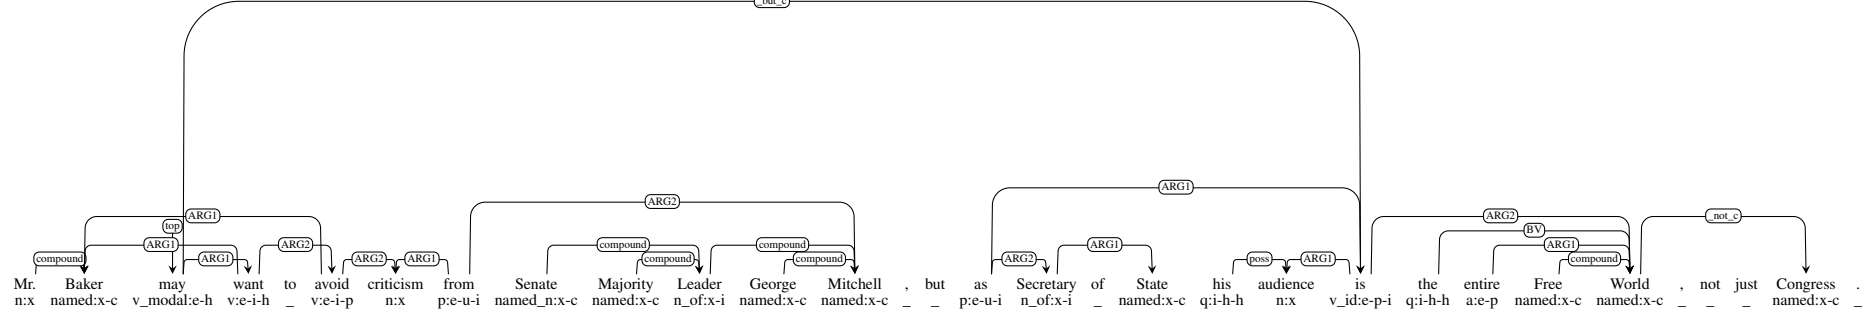 _but_c
ARG1 ARG2 ARG1 ARG2 _not_c
top BV
ARG1 ARG2 compound compound ARG1 ARG1
compound ARG1 ARG2 ARG1 compound compound ARG2 poss ARG1 compound
Mr. Baker may want to avoid criticism from Senate Majority Leader George Mitchell , but as Secretary of State his audience is the entire Free World , not just Congress .
n:x named:x-c v_modal:e-h v:e-i-h _ v:e-i-p n:x p:e-u-i named_n:x-c named:x-c n_of:x-i named:x-c named:x-c _ _ p:e-u-i n_of:x-i _ named:x-c q:i-h-h n:x v_id:e-p-i q:i-h-h a:e-p named:x-c named:x-c _ _ _ named:x-c _